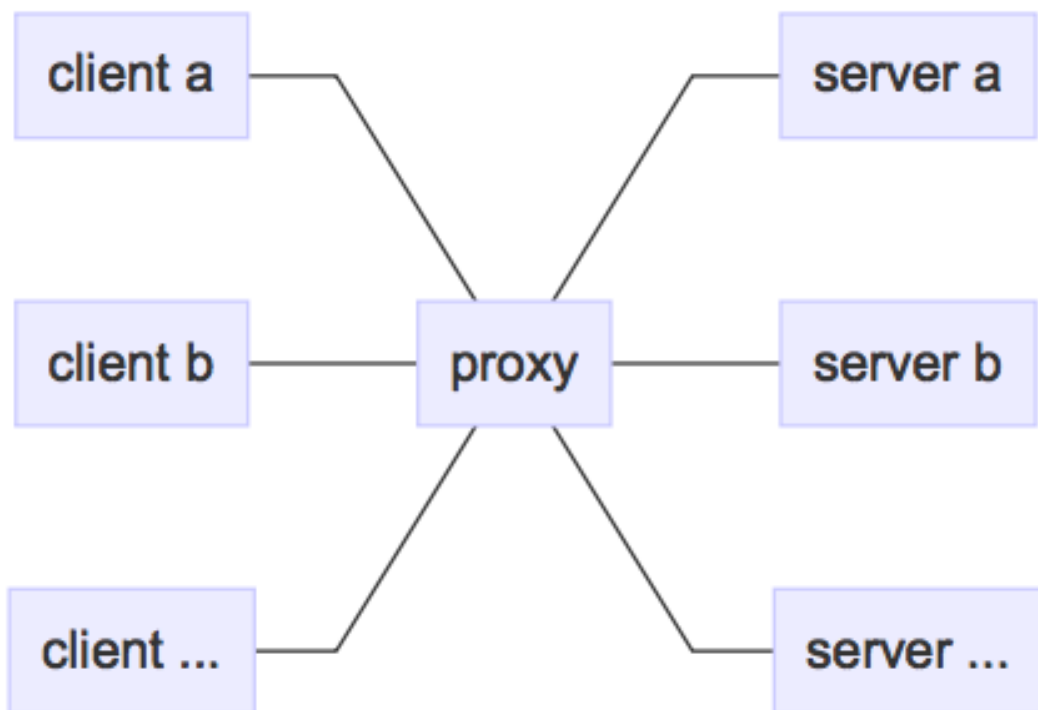 client a
server a
client b
proxy
server b
client ...
server ...